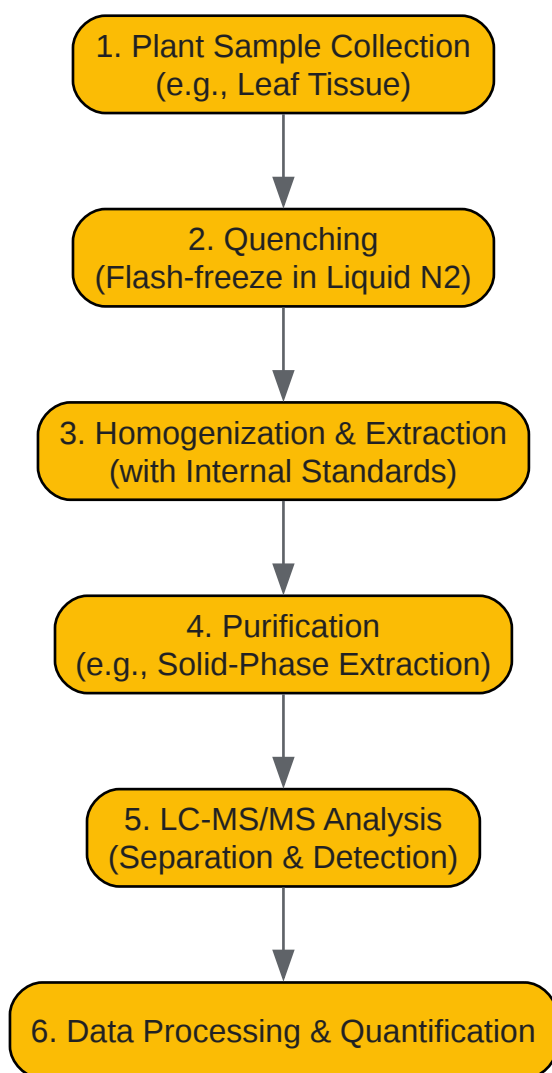 1. Plant Sample Collection
(e.g., Leaf Tissue)
2. Quenching
(Flash-freeze in Liquid N2)
3. Homogenization & Extraction
(with Internal Standards)
4. Purification
(e.g., Solid-Phase Extraction)
5. LC-MS/MS Analysis
(Separation & Detection)
6. Data Processing & Quantification